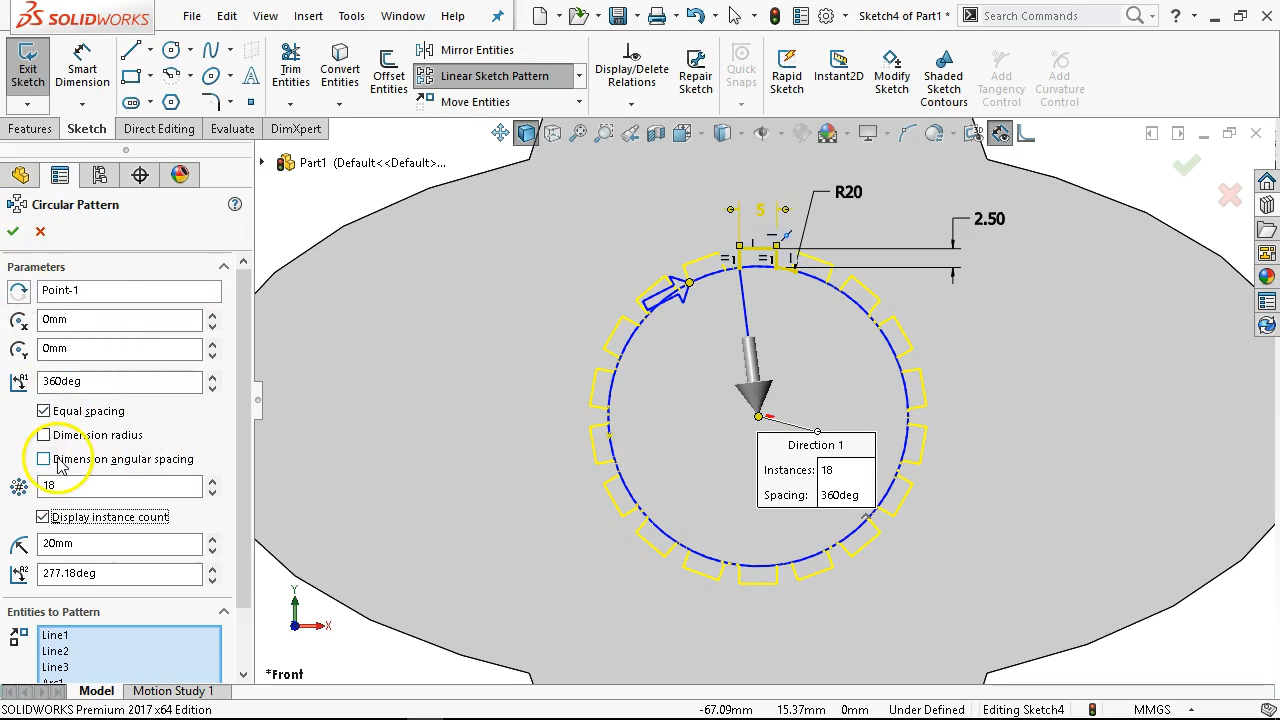 SOLIDWORKS
File Edit View Insert Tools Window Help
Sketch4 of Part1 *
Search Commands
Exit Sketch
Smart Dimension
Trim Entities
Convert Entities
Offset Entities
Mirror Entities
Linear Sketch Pattern
Move Entities
Display/Delete Relations
Repair Sketch
Quick Snaps
Rapid Sketch
Instant2D
Modify Sketch
Shaded Sketch Contours
Add Tangency Control
Add Curvature Control
Features Sketch Direct Editing Evaluate DimXpert
Part1 (Default<<Default>...
Circular Pattern
Parameters
Point-1
0mm
0mm
360deg
Equal spacing
Dimension radius
Dimension angular spacing
18
Display instance count
20mm
277.18deg
Entities to Pattern
Line1
Line2
Line3
5
R20
2.50
Direction 1
Instances: 18
Spacing: 360deg
Y
X
*Front
Model Motion Study 1
SOLIDWORKS Premium 2017 x64 Edition
-67.09mm 15.37mm 0mm Under Defined Editing Sketch4 MMGS